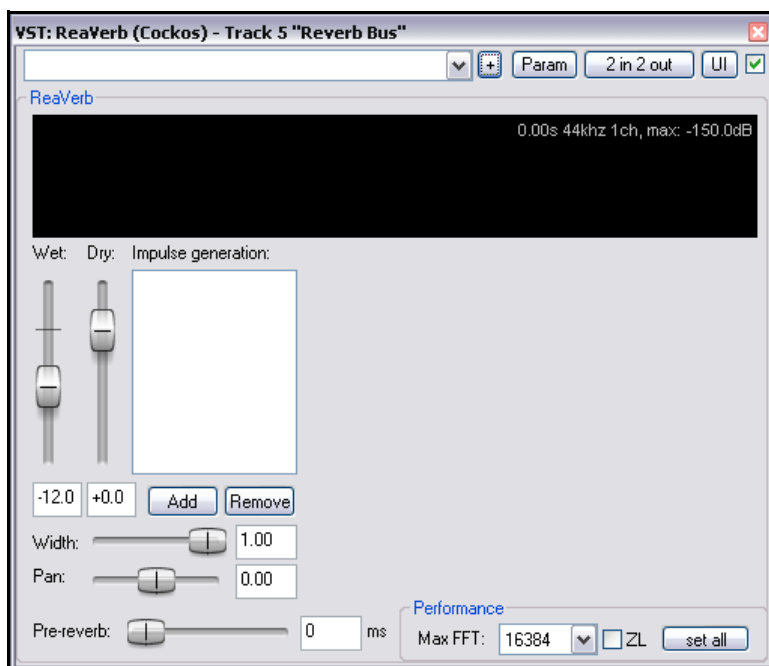 VST: ReaVerb (Cockos) - Track 5 "Reverb Bus"
+ Param 2 in 2 out UI
ReaVerb
0.00s 44khz 1ch, max: -150.0dB
Wet: Dry: Impulse generation:
-12.0 +0.0 Add Remove
Width: 1.00
Pan: 0.00
Performance
Pre-reverb: 0 ms Max FFT: 16384 ZL set all